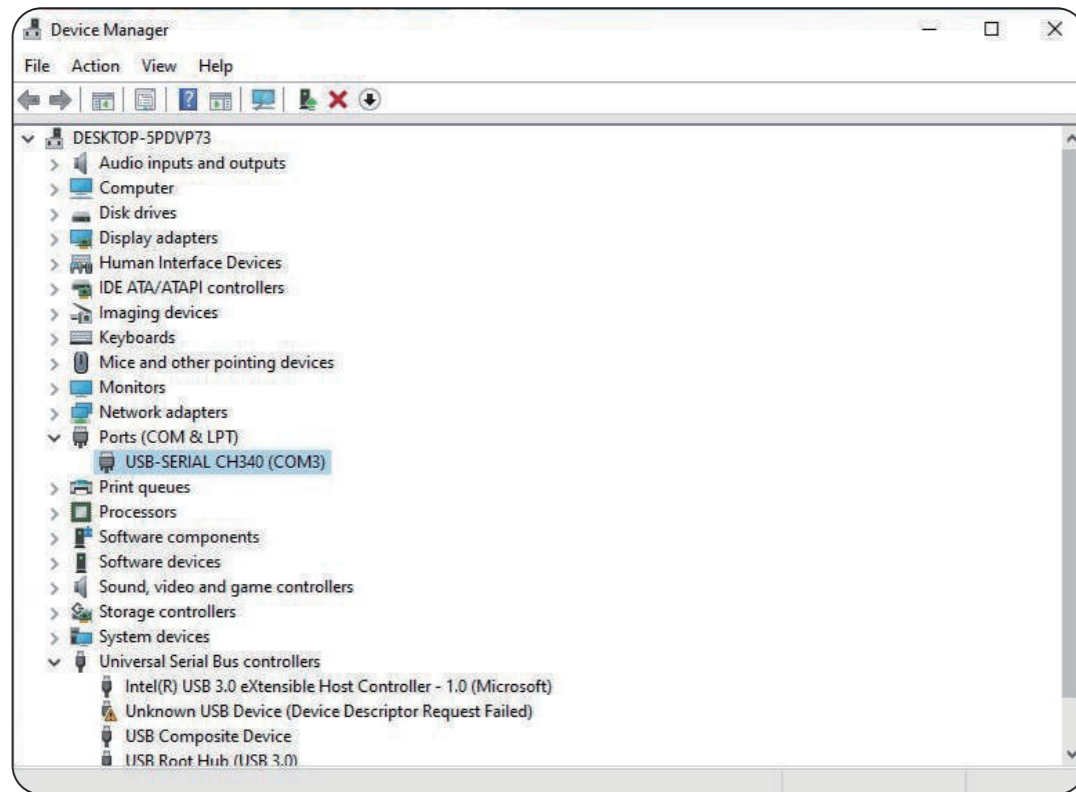 Device Manager
File Action View Help
DESKTOP-5PDVP73
Audio inputs and outputs
Computer
Disk drives
Display adapters
Human Interface Devices
IDE ATA/ATAPI controllers
Imaging devices
Keyboards
Mice and other pointing devices
Monitors
Network adapters
Ports (COM & LPT)
USB-SERIAL CH340 (COM3)
Print queues
Processors
Software components
Software devices
Sound, video and game controllers
Storage controllers
System devices
Universal Serial Bus controllers
Intel(R) USB 3.0 eXtensible Host Controller - 1.0 (Microsoft)
Unknown USB Device (Device Descriptor Request Failed)
USB Composite Device
USB Root Hub (USB 3.0)